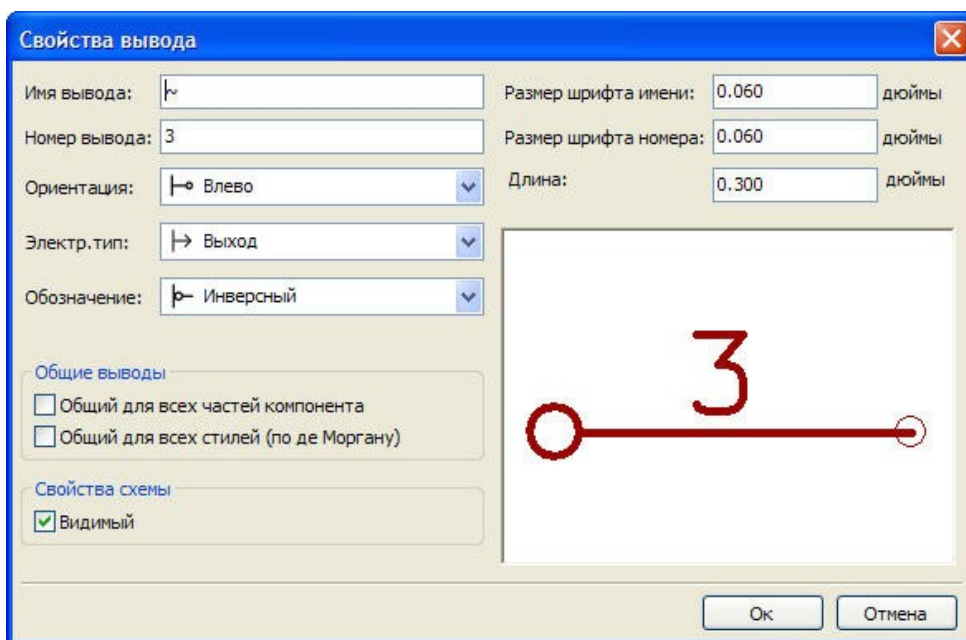 Свойства вывода
Имя вывода: ~ Размер шрифта имени: 0.060 дюймы
Номер вывода: 3 Размер шрифта номера: 0.060 дюймы
Ориентация: Влево Длина: 0.300 дюймы
Электр.тип: Выход
Обозначение: Инверсный
3
Общие выводы
Общий для всех частей компонента
Общий для всех стилей (по де Моргану)
Свойства схемы
Видимый
Ок Отмена